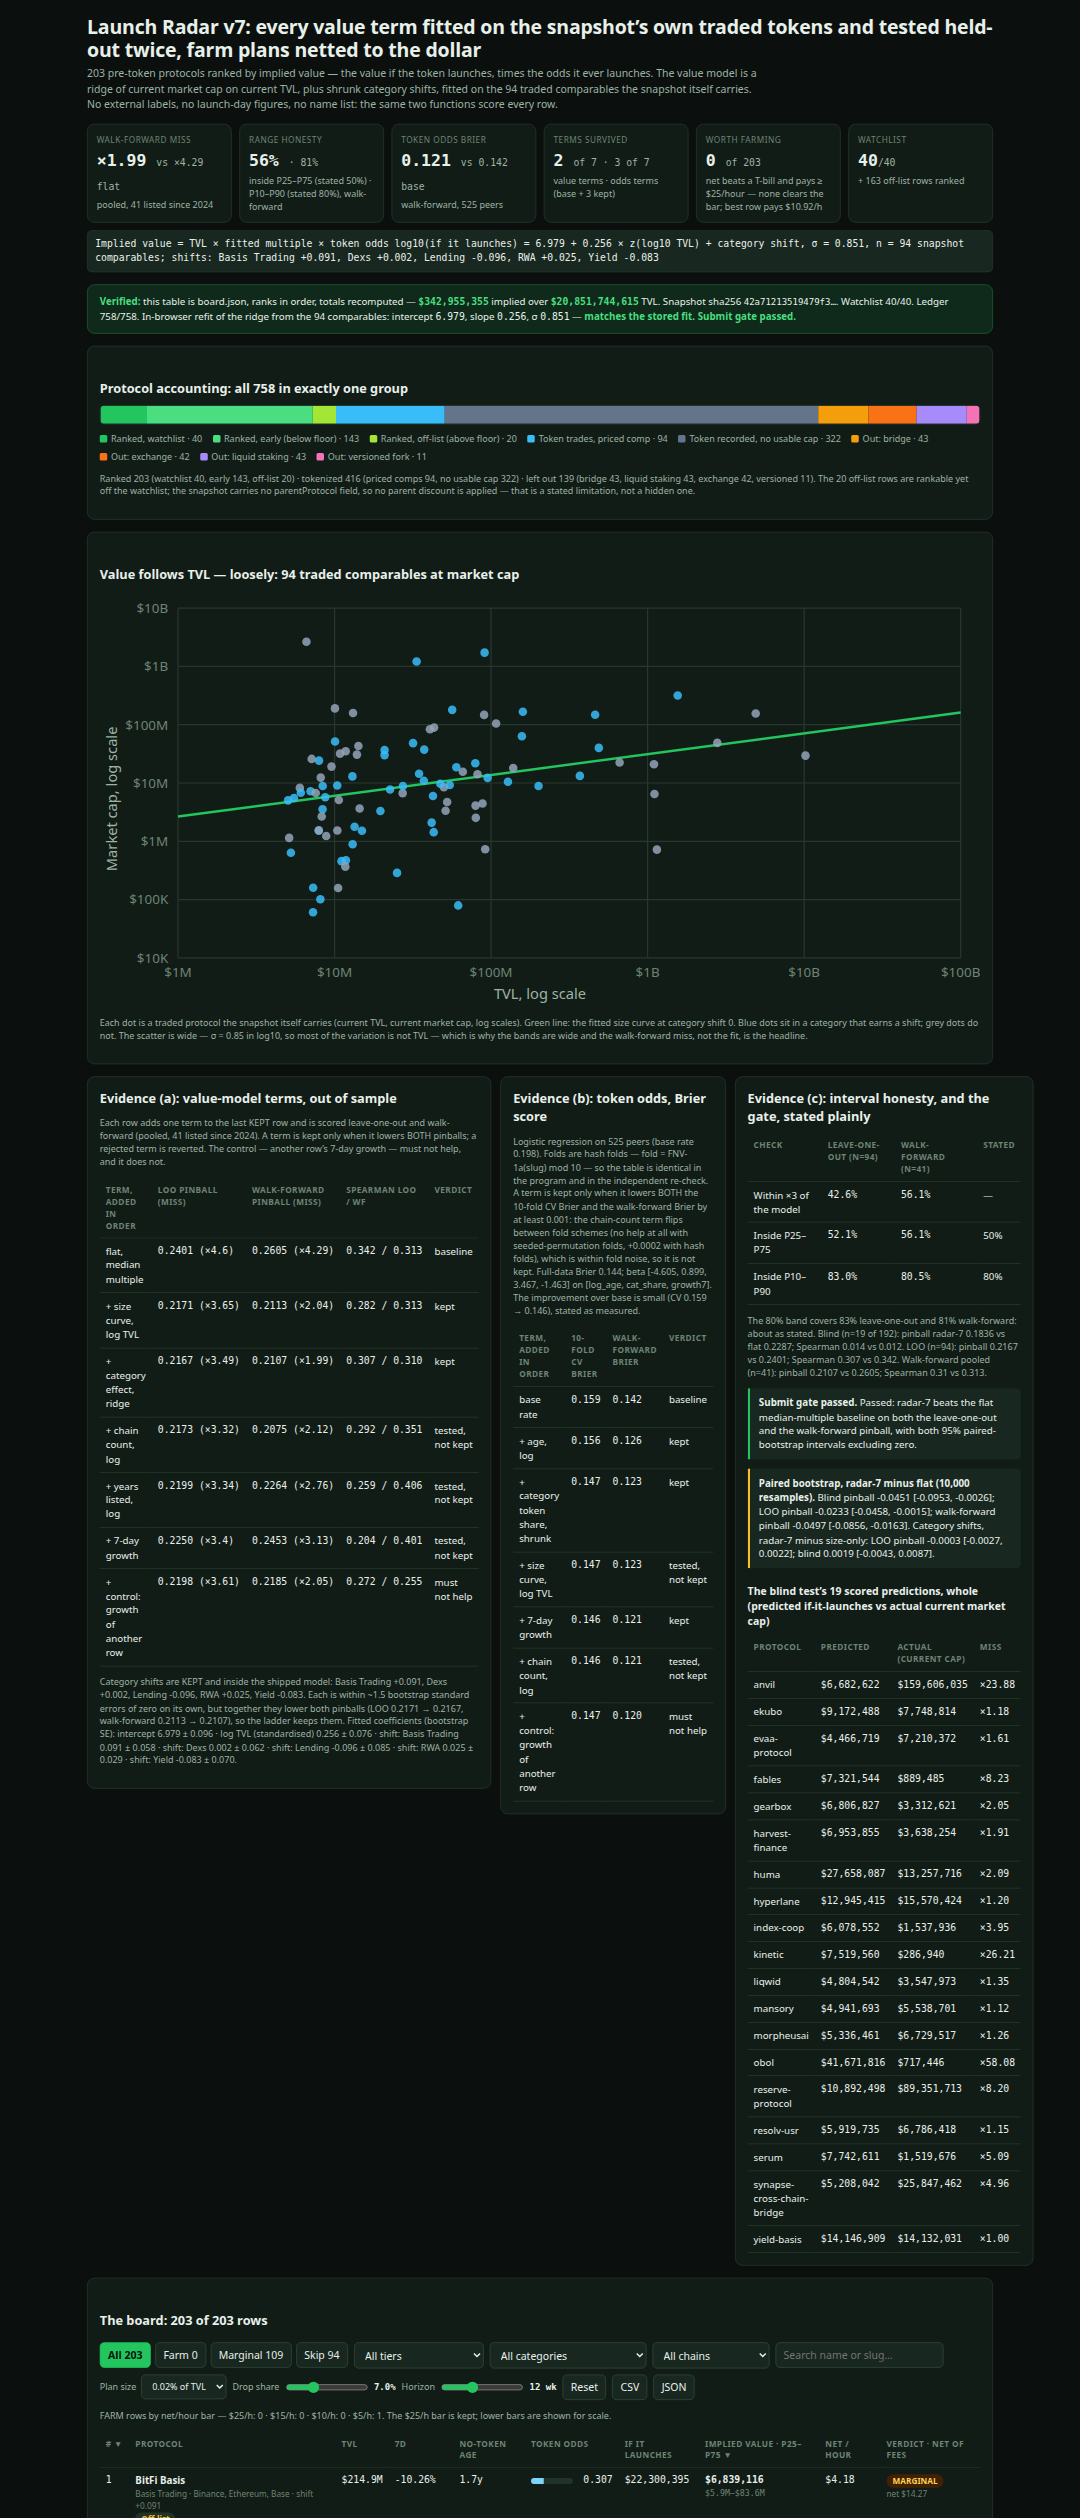 Launch Radar v7: every value term fitted on the snapshot's own traded tokens and tested held-
out twice, farm plans netted to the dollar
203 pre-token protocols ranked by implied value — the value if the token launches, times the odds it ever launches. The value model is a
ridge of current market cap on current TVL, plus shrunk category shifts, fitted on the 94 traded comparables the snapshot itself carries.
No external labels, no launch-day figures, no name list: the same two functions score every row.
WALK-FORWARD MISS
×1.99 vs ×4.29
flat
pooled, 41 listed since 2024
RANGE HONESTY
56% · 81%
inside P25–P75 (stated 50%) ·
P10–P90 (stated 80%), walk-
forward
TOKEN ODDS BRIER
0.121 vs 0.142
base
walk-forward, 525 peers
TERMS SURVIVED
2 of 7 · 3 of 7
value terms · odds terms
(base + 3 kept)
WORTH FARMING
0 of 203
net beats a T-bill and pays ≥
$25/hour — none clears the
bar; best row pays $10.92/h
WATCHLIST
40/40
+ 163 off-list rows ranked
Implied value = TVL × fitted multiple × token odds log10(if it launches) = 6.979 + 0.256 × z(log10 TVL) + category shift, σ = 0.851, n = 94 snapshot
comparables; shifts: Basis Trading +0.091, Dexs +0.002, Lending -0.096, RWA +0.025, Yield -0.083
Verified: this table is board.json, ranks in order, totals recomputed — $342,955,355 implied over $20,851,744,615 TVL. Snapshot sha256 42a71213519479f3…. Watchlist 40/40. Ledger
758/758. In-browser refit of the ridge from the 94 comparables: intercept 6.979, slope 0.256, σ 0.851 — matches the stored fit. Submit gate passed.
Protocol accounting: all 758 in exactly one group
Ranked, watchlist · 40 Ranked, early (below floor) · 143 Ranked, off-list (above floor) · 20 Token trades, priced comp · 94 Token recorded, no usable cap · 322 Out: bridge · 43
Out: exchange · 42 Out: liquid staking · 43 Out: versioned fork · 11
Ranked 203 (watchlist 40, early 143, off-list 20) · tokenized 416 (priced comps 94, no usable cap 322) · left out 139 (bridge 43, liquid staking 43, exchange 42, versioned 11). The 20 off-list rows are rankable yet
off the watchlist; the snapshot carries no parentProtocol field, so no parent discount is applied — that is a stated limitation, not a hidden one.
Value follows TVL — loosely: 94 traded comparables at market cap
$10B
$1B
$100M
$10M
$1M
$100K
$10K
Market cap, log scale
$1M $10M $100M $1B $10B $100B
TVL, log scale
Each dot is a traded protocol the snapshot itself carries (current TVL, current market cap, log scales). Green line: the fitted size curve at category shift 0. Blue dots sit in a category that earns a shift; grey dots do
not. The scatter is wide — σ = 0.85 in log10, so most of the variation is not TVL — which is why the bands are wide and the walk-forward miss, not the fit, is the headline.
Evidence (a): value-model terms, out of sample
Each row adds one term to the last KEPT row and is scored leave-one-out and walk-
forward (pooled, 41 listed since 2024). A term is kept only when it lowers BOTH pinballs; a
rejected term is reverted. The control — another row's 7-day growth — must not help,
and it does not.
TERM, ADDED IN ORDER LOO PINBALL (MISS) WALK-FORWARD PINBALL (MISS) SPEARMAN LOO / WF VERDICT
flat, median multiple 0.2401 (×4.6) 0.2605 (×4.29) 0.342 / 0.313 baseline
+ size curve, log TVL 0.2171 (×3.65) 0.2113 (×2.04) 0.282 / 0.313 kept
+ category effect, ridge 0.2167 (×3.49) 0.2107 (×1.99) 0.307 / 0.310 kept
+ chain count, log 0.2173 (×3.32) 0.2075 (×2.12) 0.292 / 0.351 tested, not kept
+ years listed, log 0.2199 (×3.34) 0.2264 (×2.76) 0.259 / 0.406 tested, not kept
+ 7-day growth 0.2250 (×3.4) 0.2453 (×3.13) 0.204 / 0.401 tested, not kept
+ control: growth of another row 0.2198 (×3.61) 0.2185 (×2.05) 0.272 / 0.255 must not help
Category shifts are KEPT and inside the shipped model: Basis Trading +0.091, Dexs
+0.002, Lending -0.096, RWA +0.025, Yield -0.083. Each is within ~1.5 bootstrap standard
errors of zero on its own, but together they lower both pinballs (LOO 0.2171 → 0.2167,
walk-forward 0.2113 → 0.2107), so the ladder keeps them. Fitted coefficients (bootstrap
SE): intercept 6.979 ± 0.096 · log TVL (standardised) 0.256 ± 0.076 · shift: Basis Trading
0.091 ± 0.058 · shift: Dexs 0.002 ± 0.062 · shift: Lending -0.096 ± 0.085 · shift: RWA 0.025 ±
0.029 · shift: Yield -0.083 ± 0.070.
Evidence (b): token odds, Brier
score
Logistic regression on 525 peers (base rate
0.198). Folds are hash folds — fold = FNV-
1a(slug) mod 10 — so the table is identical in
the program and in the independent re-check.
A term is kept only when it lowers BOTH the
10-fold CV Brier and the walk-forward Brier by
at least 0.001: the chain-count term flips
between fold schemes (no help at all with
seeded-permutation folds, +0.0002 with hash
folds), which is within fold noise, so it is not
kept. Full-data Brier 0.144; beta [-4.605, 0.899,
3.467, -1.463] on [log_age, cat_share, growth7].
The improvement over base is small (CV 0.159
→ 0.146), stated as measured.
TERM, ADDED IN ORDER 10-FOLD CV BRIER WALK-FORWARD BRIER VERDICT
base rate 0.159 0.142 baseline
+ age, log 0.156 0.126 kept
+ category token share, shrunk 0.147 0.123 kept
+ size curve, log TVL 0.147 0.123 tested, not kept
+ 7-day growth 0.146 0.121 kept
+ chain count, log 0.146 0.121 tested, not kept
+ control: growth of another row 0.147 0.120 must not help
Evidence (c): interval honesty, and the
gate, stated plainly
CHECK LEAVE-ONE-OUT (N=94) WALK-FORWARD (N=41) STATED
Within ×3 of the model 42.6% 56.1% —
Inside P25–P75 52.1% 56.1% 50%
Inside P10–P90 83.0% 80.5% 80%
The 80% band covers 83% leave-one-out and 81% walk-forward:
about as stated. Blind (n=19 of 192): pinball radar-7 0.1836 vs
flat 0.2287; Spearman 0.014 vs 0.012. LOO (n=94): pinball 0.2167
vs 0.2401; Spearman 0.307 vs 0.342. Walk-forward pooled
(n=41): pinball 0.2107 vs 0.2605; Spearman 0.31 vs 0.313.
Submit gate passed. Passed: radar-7 beats the flat
median-multiple baseline on both the leave-one-out
and the walk-forward pinball, with both 95% paired-
bootstrap intervals excluding zero.
Paired bootstrap, radar-7 minus flat (10,000
resamples). Blind pinball -0.0451 [-0.0953, -0.0026];
LOO pinball -0.0233 [-0.0458, -0.0015]; walk-forward
pinball -0.0497 [-0.0856, -0.0163]. Category shifts,
radar-7 minus size-only: LOO pinball -0.0003 [-0.0027,
0.0022]; blind 0.0019 [-0.0043, 0.0087].
The blind test's 19 scored predictions, whole
(predicted if-it-launches vs actual current market
cap)
PROTOCOL PREDICTED ACTUAL (CURRENT CAP) MISS
anvil $6,682,622 $159,606,035 ×23.88
ekubo $9,172,488 $7,748,814 ×1.18
evaa-protocol $4,466,719 $7,210,372 ×1.61
fables $7,321,544 $889,485 ×8.23
gearbox $6,806,827 $3,312,621 ×2.05
harvest-finance $6,953,855 $3,638,254 ×1.91
huma $27,658,087 $13,257,716 ×2.09
hyperlane $12,945,415 $15,570,424 ×1.20
index-coop $6,078,552 $1,537,936 ×3.95
kinetic $7,519,560 $286,940 ×26.21
liqwid $4,804,542 $3,547,973 ×1.35
mansory $4,941,693 $5,538,701 ×1.12
morpheusai $5,336,461 $6,729,517 ×1.26
obol $41,671,816 $717,446 ×58.08
reserve-protocol $10,892,498 $89,351,713 ×8.20
resolv-usr $5,919,735 $6,786,418 ×1.15
serum $7,742,611 $1,519,676 ×5.09
synapse-cross-chain-bridge $5,208,042 $25,847,462 ×4.96
yield-basis $14,146,909 $14,132,031 ×1.00
The board: 203 of 203 rows
All 203 Farm 0 Marginal 109 Skip 94 All tiers All categories All chains Search name or slug...
Plan size 0.02% of TVL Drop share 7.0% Horizon 12 wk Reset CSV JSON
FARM rows by net/hour bar — $25/h: 0 · $15/h: 0 · $10/h: 0 · $5/h: 1. The $25/h bar is kept; lower bars are shown for scale.
# ▼ PROTOCOL TVL 7D NO-TOKEN AGE TOKEN ODDS IF IT LAUNCHES IMPLIED VALUE · P25–P75 ▼ NET / HOUR VERDICT · NET OF FEES
1 BitFi Basis $214.9M -10.26% 1.7y 0.307 $22,300,395 $6,839,116 $4.18 MARGINAL
Basis Trading · Binance, Ethereum, Base · shift +0.091 $5.9M–$83.6M net $14.27
Off-list